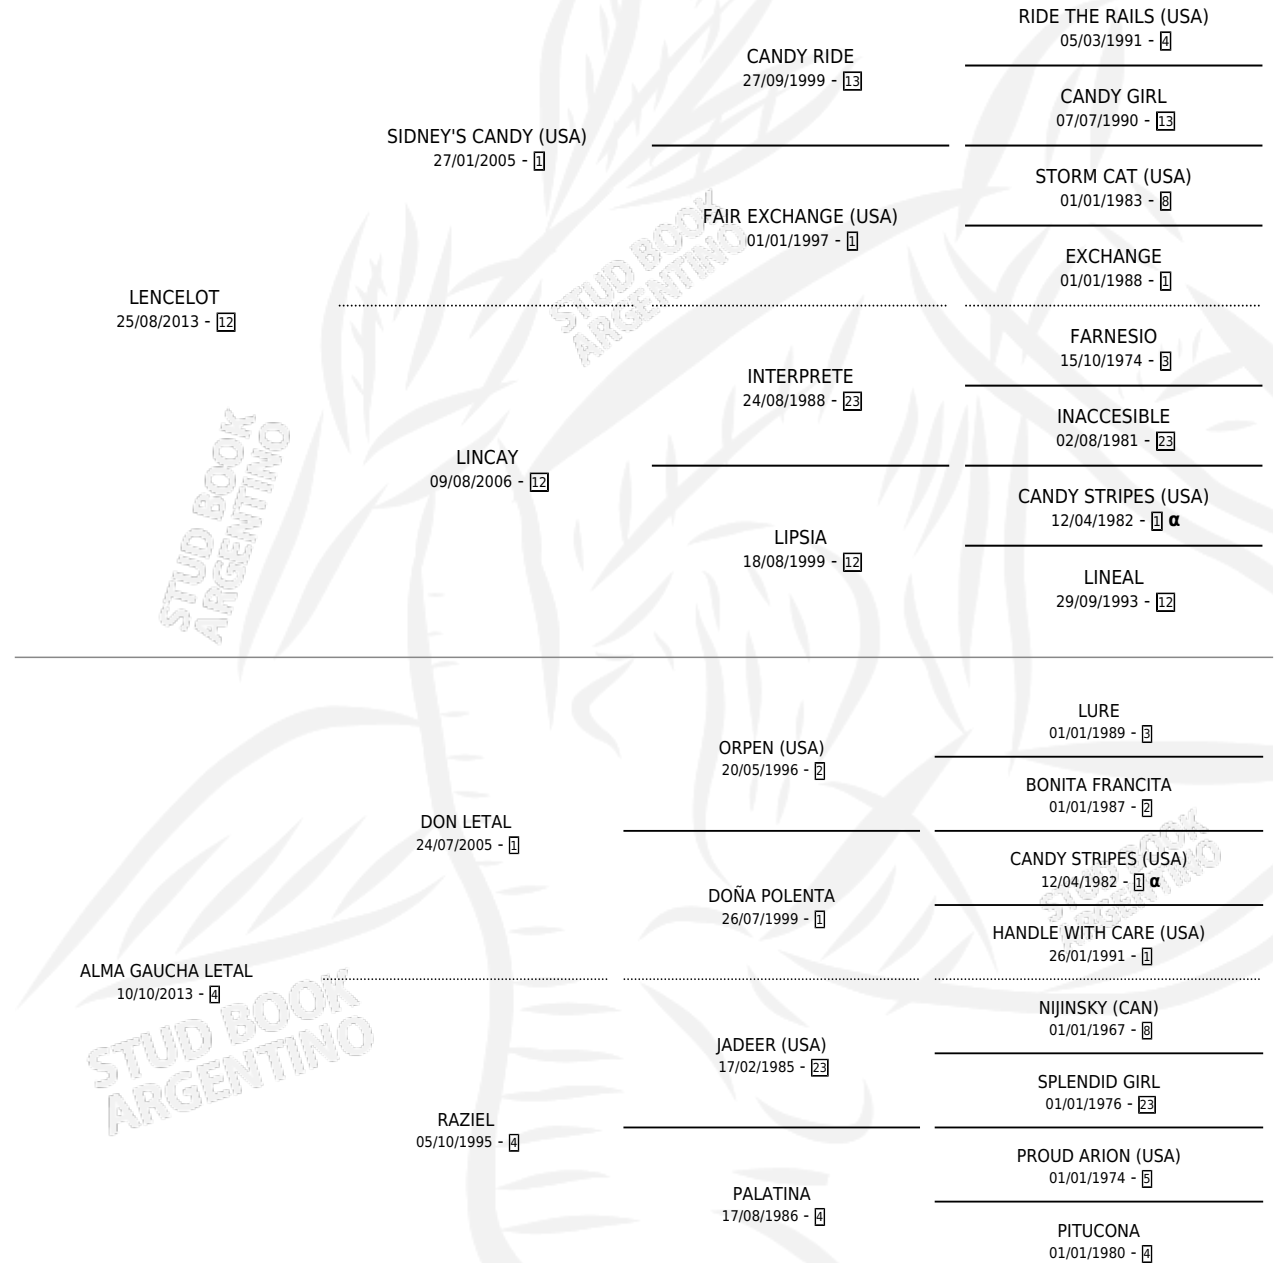 RIDE THE RAILS (USA)
05/03/1991 - 4
CANDY RIDE
27/09/1999 - 13
CANDY GIRL
07/07/1990 - 13
SIDNEY'S CANDY (USA)
27/01/2005 - 1
STORM CAT (USA)
01/01/1983 - 8
FAIR EXCHANGE (USA)
01/01/1997 - 1
EXCHANGE
01/01/1988 - 1
LENCELOT
25/08/2013 - 12
FARNESIO
15/10/1974 - 3
INTERPRETE
24/08/1988 - 23
INACCESIBLE
02/08/1981 - 23
LINCAY
09/08/2006 - 12
CANDY STRIPES (USA)
12/04/1982 - 1 α
LIPSIA
18/08/1999 - 12
LINEAL
29/09/1993 - 12
LURE
01/01/1989 - 3
ORPEN (USA)
20/05/1996 - 2
BONITA FRANCITA
01/01/1987 - 2
DON LETAL
24/07/2005 - 1
CANDY STRIPES (USA)
12/04/1982 - 1 α
DOÑA POLENTA
26/07/1999 - 1
HANDLE WITH CARE (USA)
26/01/1991 - 1
ALMA GAUCHA LETAL
10/10/2013 - 4
NIJINSKY (CAN)
01/01/1967 - 8
JADEER (USA)
17/02/1985 - 23
SPLENDID GIRL
01/01/1976 - 23
RAZIEL
05/10/1995 - 4
PROUD ARION (USA)
01/01/1974 - 5
PALATINA
17/08/1986 - 4
PITUCONA
01/01/1980 - 4
STUD BOOK
ARGENTINO
STUD BOOK
ARGENTINO
STUD BOOK
ARGENTINO
STUD BOOK
ARGENTINO